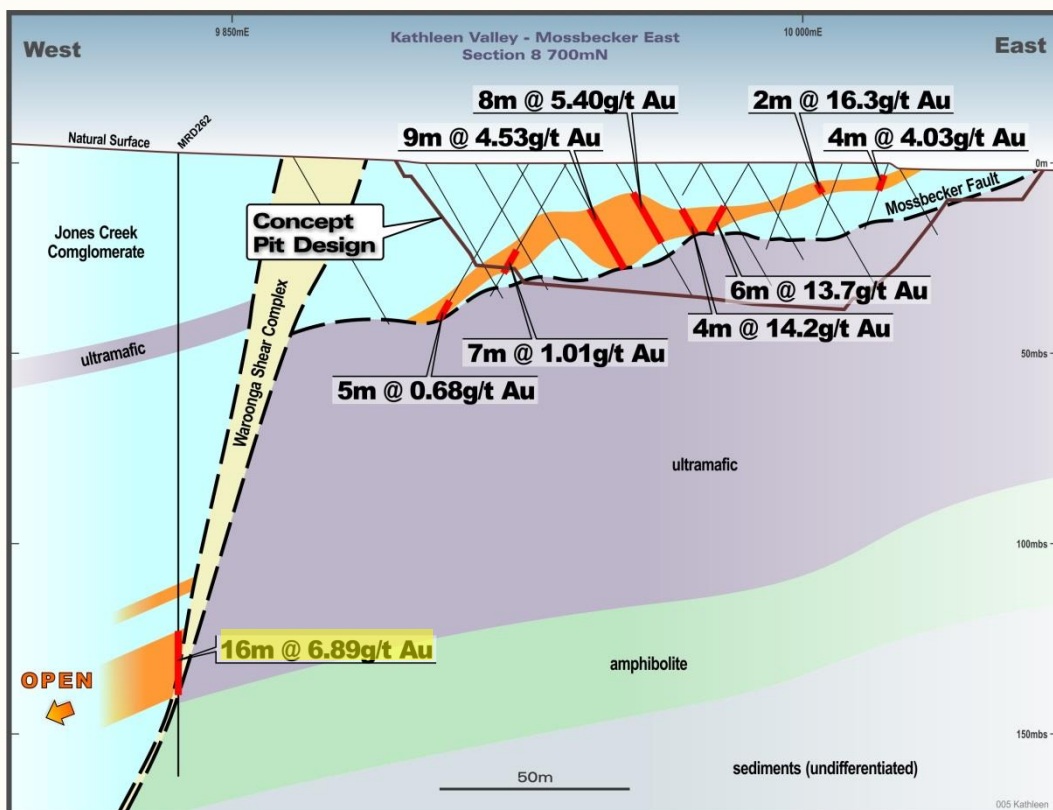 West
9 850mE
Kathleen Valley - Mossbecker East
Section 8 700mN
10 000mE
East
8m @ 5.40g/t Au
2m @ 16.3g/t Au
9m @ 4.53g/t Au
4m @ 4.03g/t Au
MRD262
Natural Surface
0m
Concept
Pit Design
Mossbecker Fault
Jones Creek
Comglomerate
6m @ 13.7g/t Au
4m @ 14.2g/t Au
7m @ 1.01g/t Au
5m @ 0.68g/t Au
50mbs
ultramafic
Waroonga Shear Complex
ultramafic
100mbs
16m @ 6.89g/t Au
amphibolite
OPEN
150mbs
50m
sediments (undifferentiated)
005 Kathleen